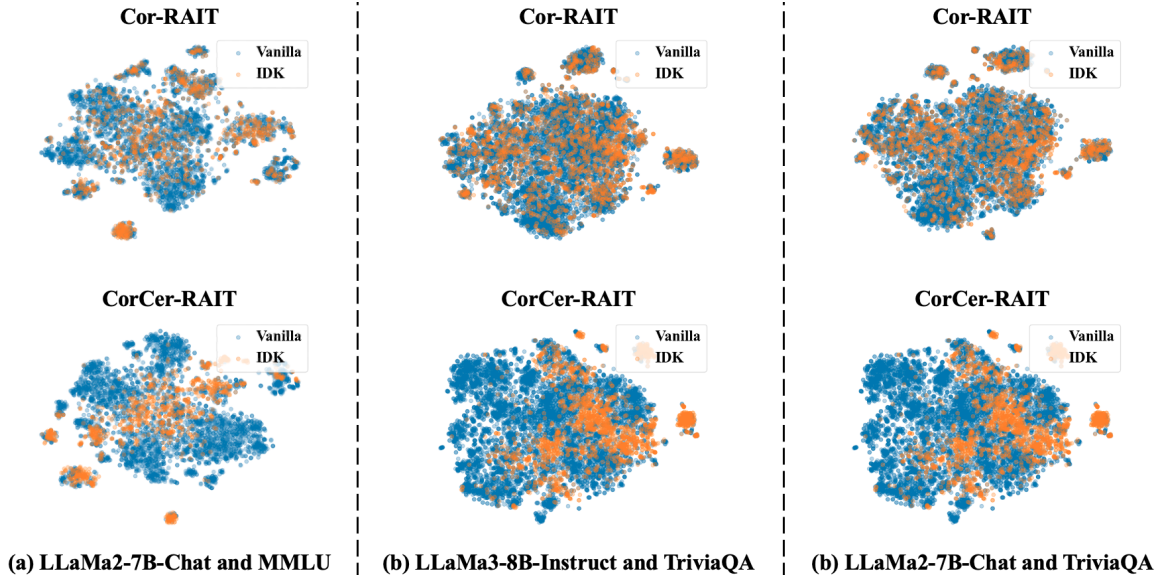 Cor-RAIT
Vanilla
IDK
CorCer-RAIT
Vanilla
IDK
(a) LLaMa2-7B-Chat and MMLU
Cor-RAIT
Vanilla
IDK
CorCer-RAIT
Vanilla
IDK
(b) LLaMa3-8B-Instruct and TriviaQA
Cor-RAIT
Vanilla
IDK
CorCer-RAIT
Vanilla
IDK
(b) LLaMa2-7B-Chat and TriviaQA